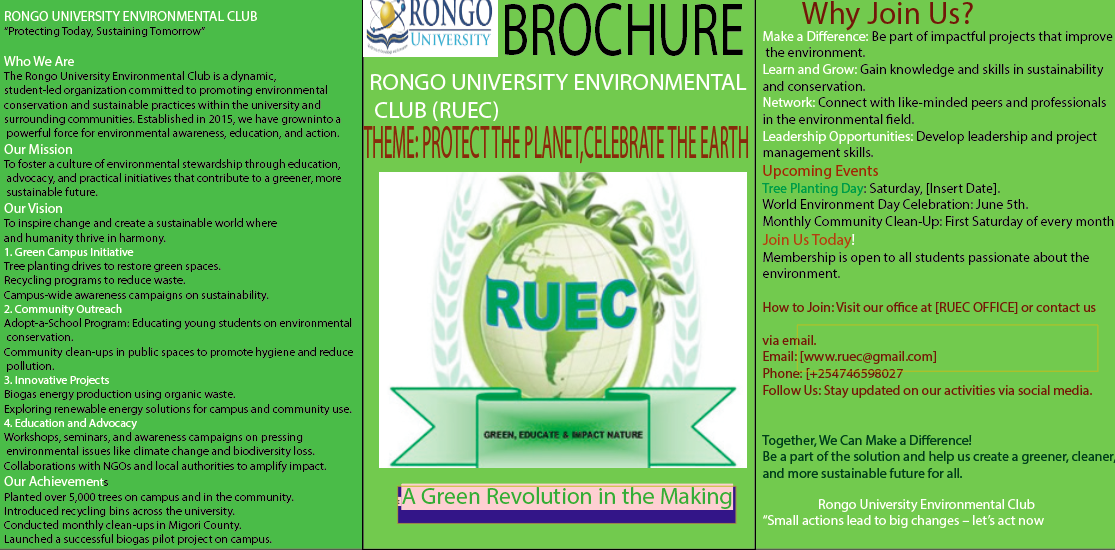 RONGO UNIVERSITY ENVIRONMENTAL CLUB
“Protecting Today, Sustaining Tomorrow”
Who We Are
The Rongo University Environmental Club is a dynamic,
student-led organization committed to promoting environmental
conservation and sustainable practices within the university and
surrounding communities. Established in 2015, we have growninto a
powerful force for environmental awareness, education, and action.
Our Mission
To foster a culture of environmental stewardship through education,
advocacy, and practical initiatives that contribute to a greener, more
sustainable future.
Our Vision
To inspire change and create a sustainable world where
and humanity thrive in harmony.
1. Green Campus Initiative
Tree planting drives to restore green spaces.
Recycling programs to reduce waste.
Campus-wide awareness campaigns on sustainability.
2. Community Outreach
Adopt-a-School Program: Educating young students on environmental
conservation.
Community clean-ups in public spaces to promote hygiene and reduce
pollution.
3. Innovative Projects
Biogas energy production using organic waste.
Exploring renewable energy solutions for campus and community use.
4. Education and Advocacy
Workshops, seminars, and awareness campaigns on pressing
environmental issues like climate change and biodiversity loss.
Collaborations with NGOs and local authorities to amplify impact.
Our Achievements
Planted over 5,000 trees on campus and in the community.
Introduced recycling bins across the university.
Conducted monthly clean-ups in Migori County.
Launched a successful biogas pilot project on campus.
RONGO
UNIVERSITY
BROCHURE
RONGO UNIVERSITY ENVIRONMENTAL
CLUB (RUEC)
THEME: PROTECT THE PLANET,CELEBRATE THE EARTH
RUEC
GREEN, EDUCATE & IMPACT NATURE
:A Green Revolution in the Making
Why Join Us?
Make a Difference: Be part of impactful projects that improve
the environment.
Learn and Grow: Gain knowledge and skills in sustainability
and conservation.
Network: Connect with like-minded peers and professionals
in the environmental field.
Leadership Opportunities: Develop leadership and project
management skills.
Upcoming Events
Tree Planting Day: Saturday, [Insert Date].
World Environment Day Celebration: June 5th.
Monthly Community Clean-Up: First Saturday of every month
Join Us Today!
Membership is open to all students passionate about the
environment.
How to Join: Visit our office at [RUEC OFFICE] or contact us
via email.
Email: [www.ruec@gmail.com]
Phone: [+254746598027
Follow Us: Stay updated on our activities via social media.
Together, We Can Make a Difference!
Be a part of the solution and help us create a greener, cleaner,
and more sustainable future for all.
Rongo University Environmental Club
“Small actions lead to big changes – let’s act now